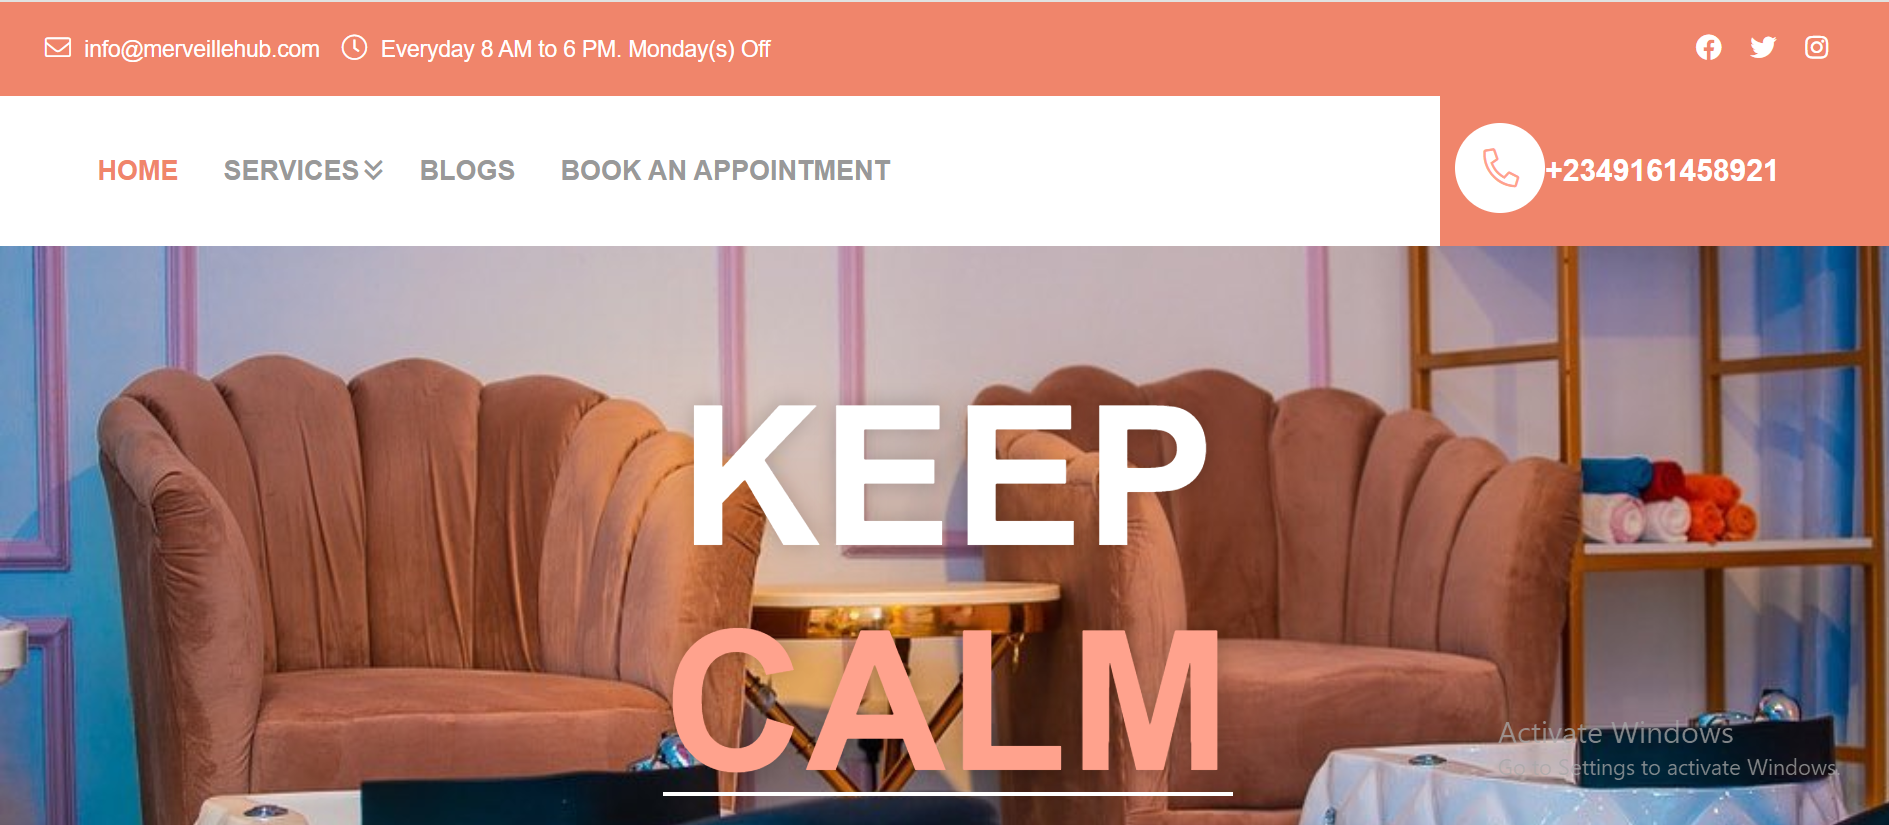 info@merveillehub.com Everyday 8 AM to 6 PM. Monday(s) Off
HOME SERVICES BLOGS BOOK AN APPOINTMENT +2349161458921
KEEP
CALM
Activate Windows
Go to Settings to activate Windows.